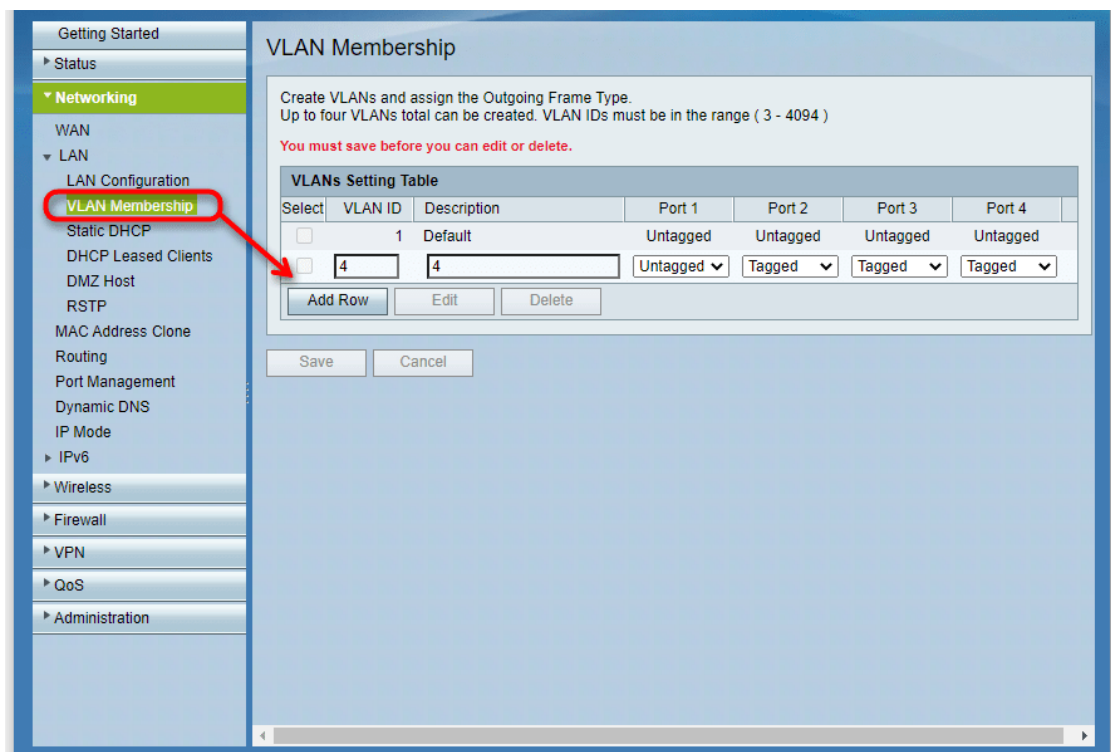 Getting Started
Status
Networking
WAN
LAN
LAN Configuration
VLAN Membership
Static DHCP
DHCP Leased Clients
DMZ Host
RSTP
MAC Address Clone
Routing
Port Management
Dynamic DNS
IP Mode
IPv6
Wireless
Firewall
VPN
QoS
Administration
VLAN Membership
Create VLANs and assign the Outgoing Frame Type.
Up to four VLANs total can be created. VLAN IDs must be in the range ( 3 - 4094 )
You must save before you can edit or delete.
VLANs Setting Table
Select VLAN ID Description Port 1 Port 2 Port 3 Port 4
1 Default Untagged Untagged Untagged Untagged
4 4 Untagged Tagged Tagged Tagged
Add Row Edit Delete
Save Cancel